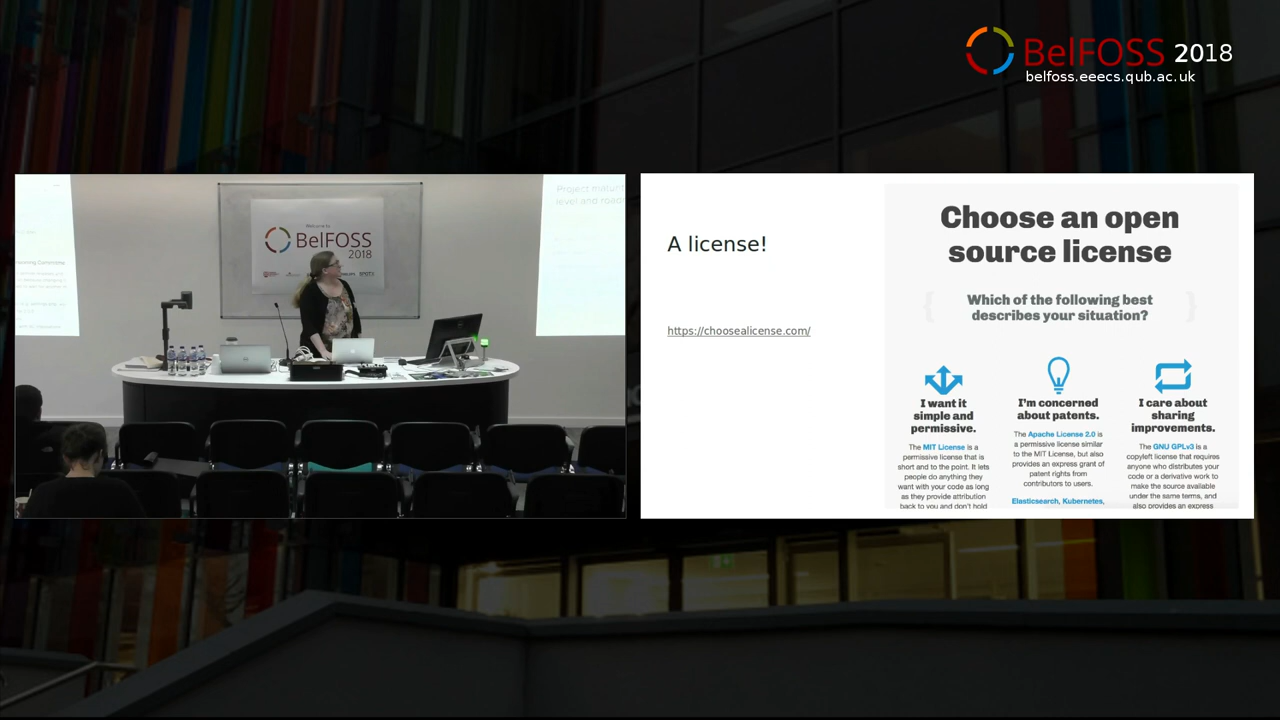 BelFOSS 2018
belfoss.eeecs.qub.ac.uk
Welcome to
BelFOSS
2018
Project maturity
level and road
A license!
https://choosealicense.com/
Choose an open
source license
Which of the following best
describes your situation?
I want it
simple and
permissive.
The MIT License is a
permissive license that is
short and to the point. It lets
people do anything they
want with your code as long
as they provide attribution
back to you and don't hold
I'm concerned
about patents.
The Apache License 2.0 is
a permissive license similar
to the MIT License, but also
provides an express grant of
patent rights from
contributors to users.
Elasticsearch, Kubernetes,
I care about
sharing
improvements.
The GNU GPLv3 is a
copyleft license that requires
anyone who distributes your
code or a derivative work to
make the source available
under the same terms, and
also provides an express